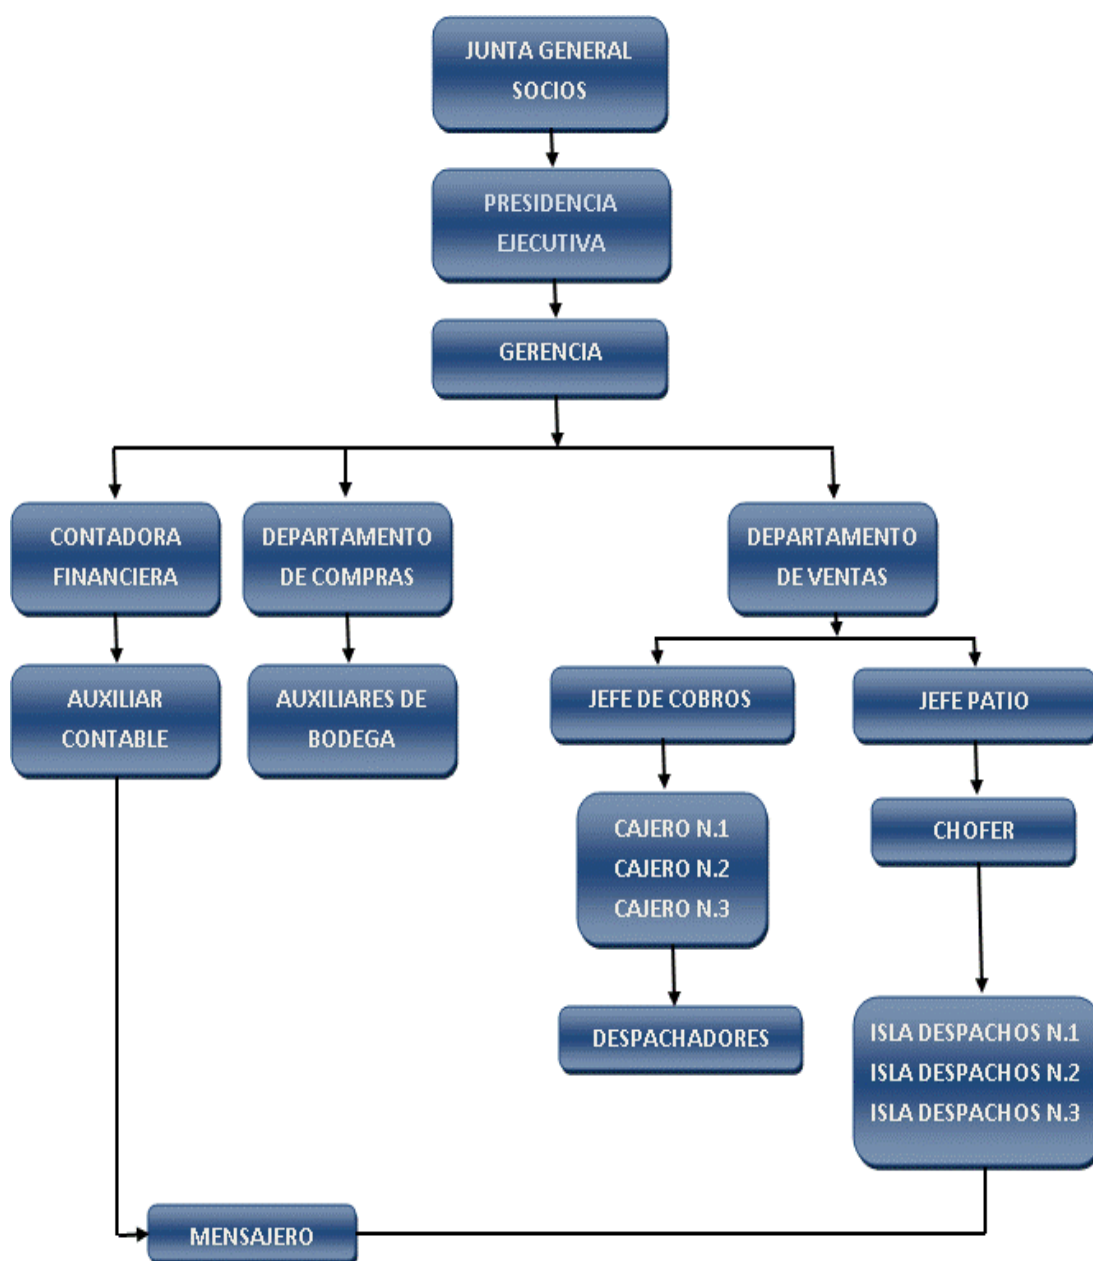 JUNTA GENERAL
SOCIOS
PRESIDENCIA
EJECUTIVA
GERENCIA
CONTADORA
FINANCIERA
DEPARTAMENTO
DE COMPRAS
DEPARTAMENTO
DE VENTAS
AUXILIAR
CONTABLE
AUXILIARES DE
BODEGA
JEFE DE COBROS
JEFE PATIO
CAJERO N.1
CAJERO N.2
CAJERO N.3
CHOFER
DESPACHADORES
ISLA DESPACHOS N.1
ISLA DESPACHOS N.2
ISLA DESPACHOS N.3
MENSAJERO